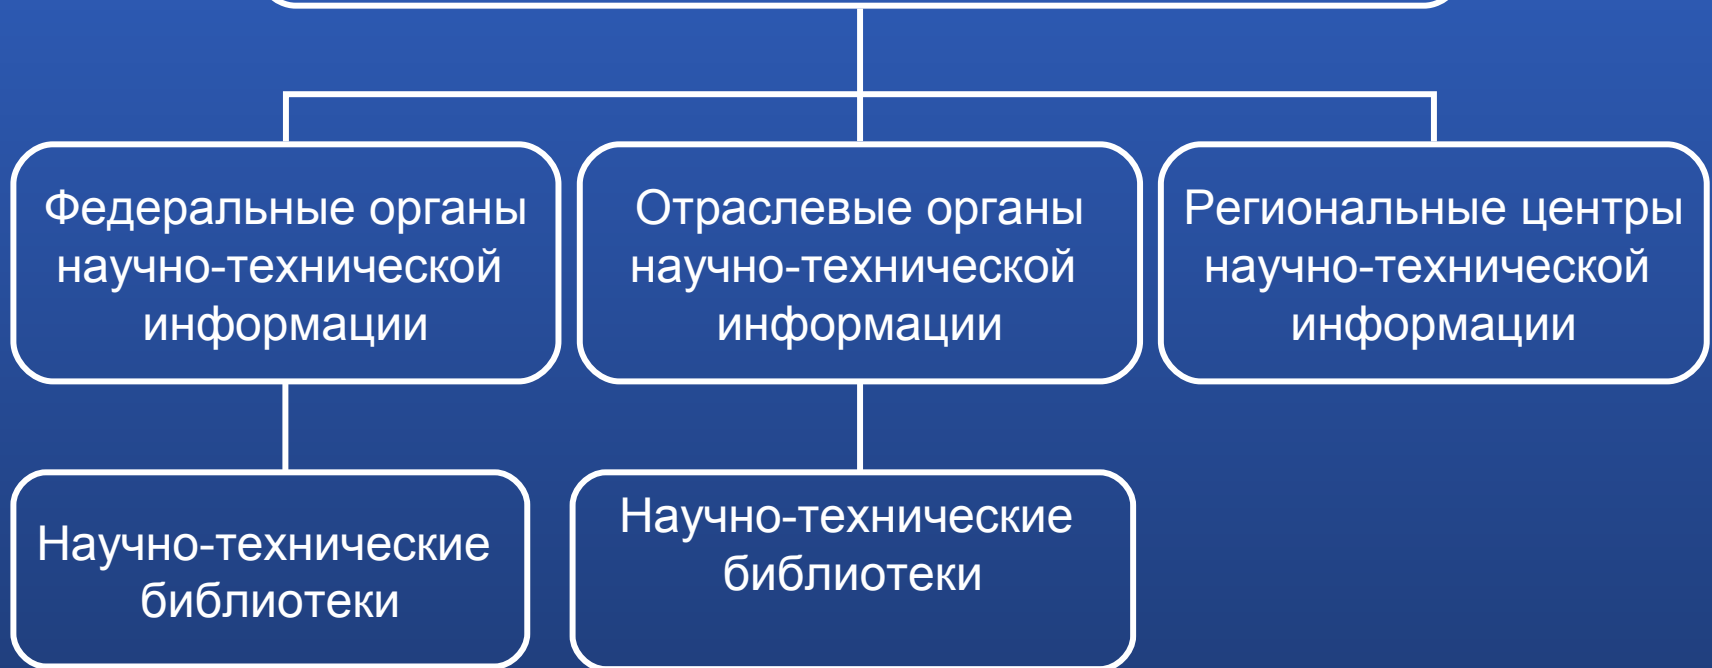 Федеральные органы
научно-технической
информации
Отраслевые органы
научно-технической
информации
Региональные центры
научно-технической
информации
Научно-технические
библиотеки
Научно-технические
библиотеки